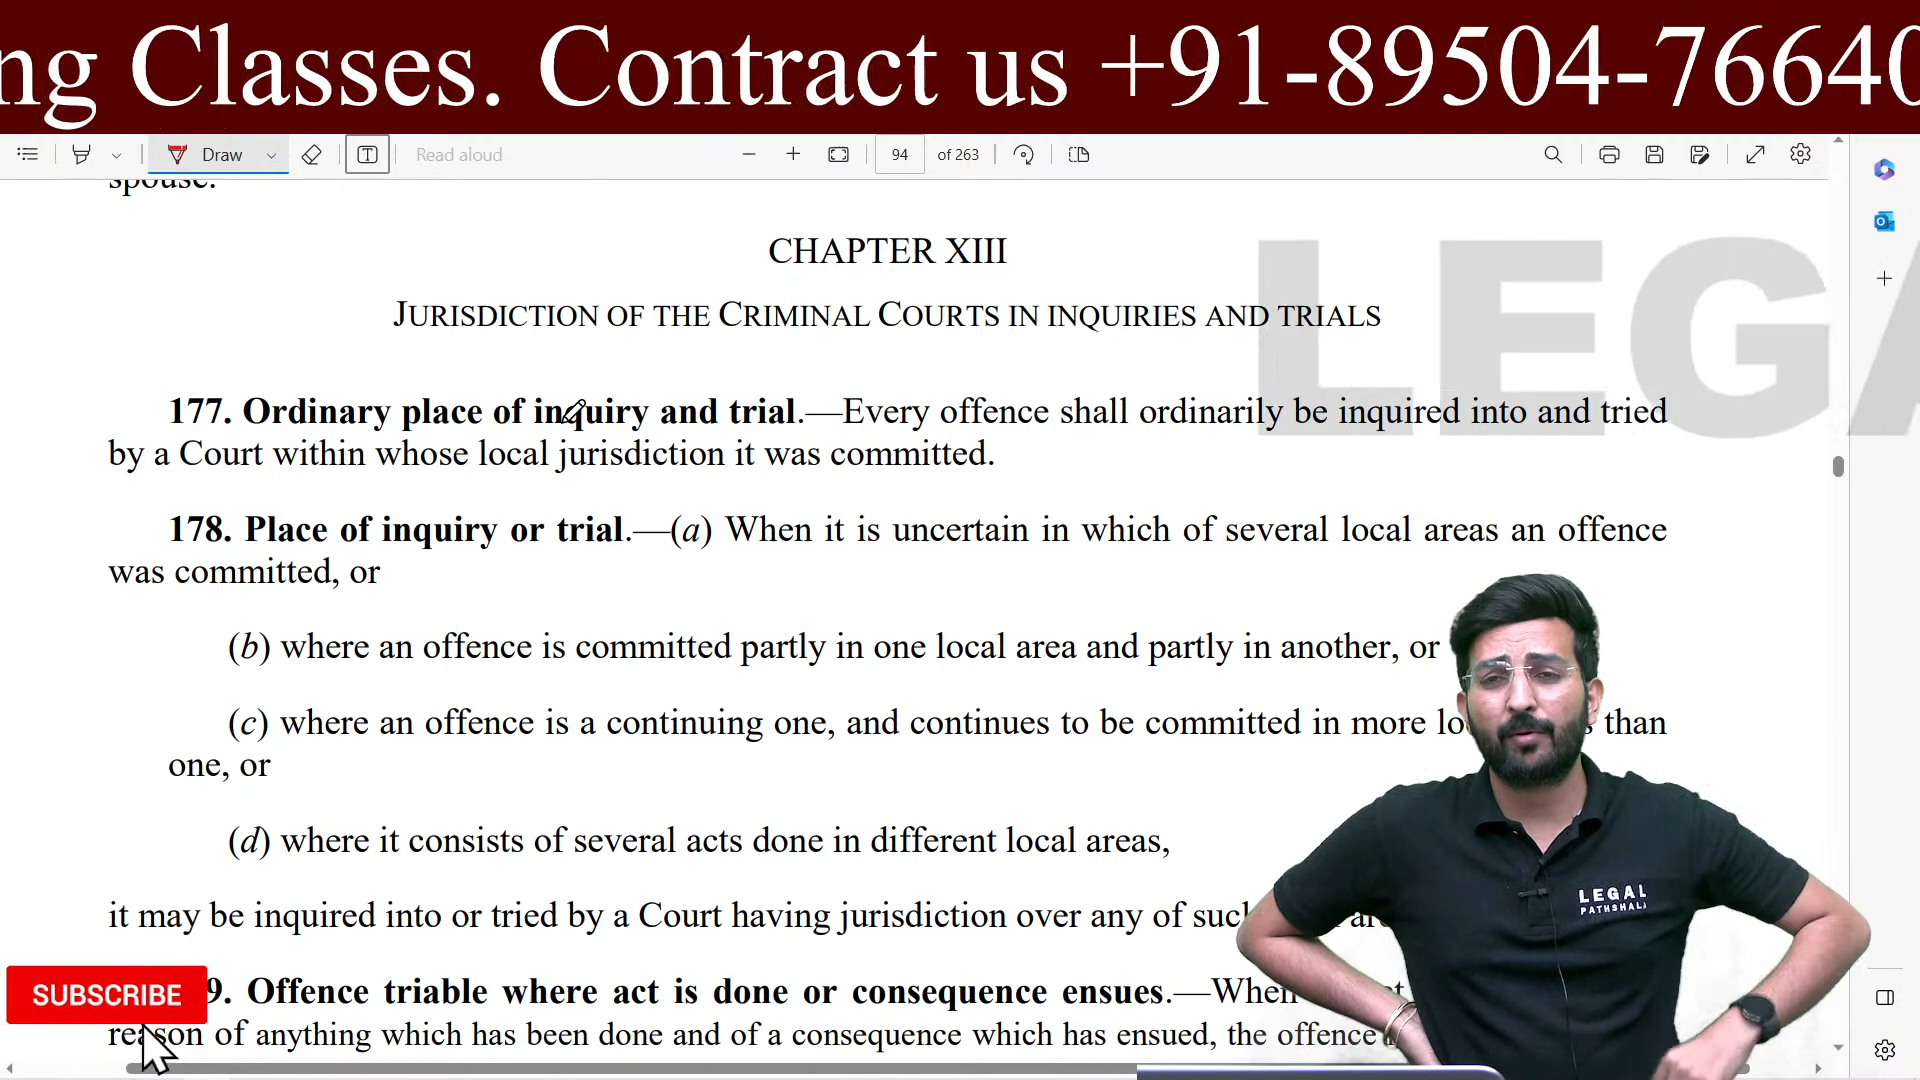 ng Classes. Contract us +91-89504-76640
Draw
Read aloud
94 of 263
spouse.
CHAPTER XIII
JURISDICTION OF THE CRIMINAL COURTS IN INQUIRIES AND TRIALS
LEGA
177. Ordinary place of inquiry and trial.—Every offence shall ordinarily be inquired into and tried
by a Court within whose local jurisdiction it was committed.
178. Place of inquiry or trial.—(a) When it is uncertain in which of several local areas an offence
was committed, or
(b) where an offence is committed partly in one local area and partly in another, or
(c) where an offence is a continuing one, and continues to be committed in more than
one, or
(d) where it consists of several acts done in different local areas,
it may be inquired into or tried by a Court having jurisdiction over any of such
LEGAL
PATHSHALA
SUBSCRIBE
9. Offence triable where act is done or consequence ensues.—When
reason of anything which has been done and of a consequence which has ensued, the offence